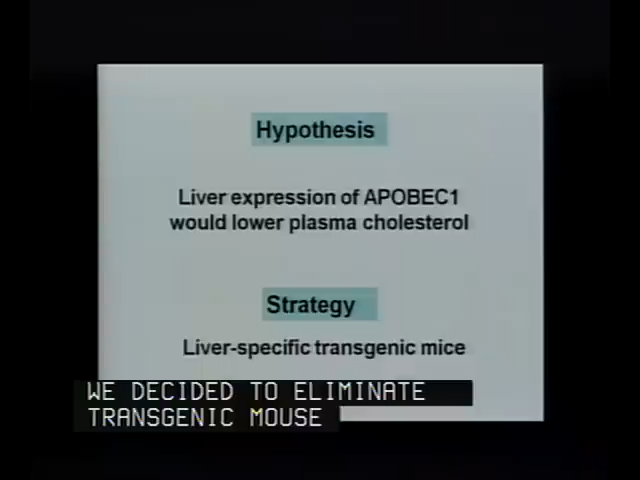 Hypothesis
Liver expression of APOBEC1
would lower plasma cholesterol
Strategy
Liver-specific transgenic mice
WE DECIDED TO ELIMINATE
TRANSGENIC MOUSE